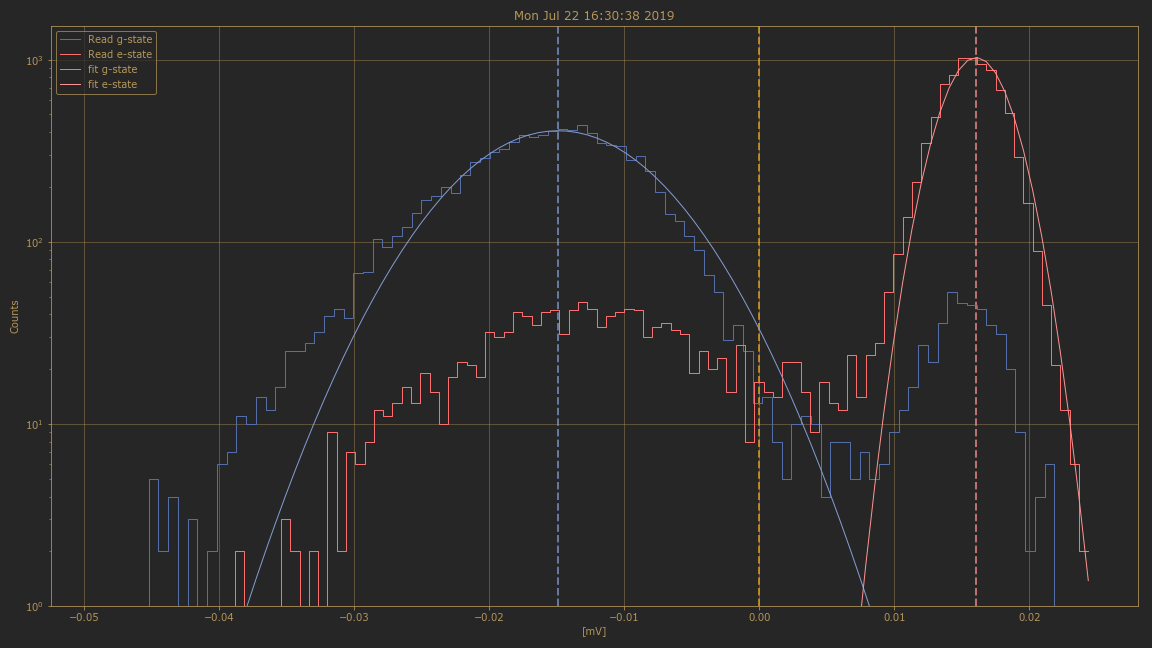 Mon Jul 22 16:30:38 2019
Read g-state
Read e-state
fit g-state
fit e-state
10³
10²
10¹
10⁰
Counts
−0.05 −0.04 −0.03 −0.02 −0.01 0.00 0.01 0.02
[mV]